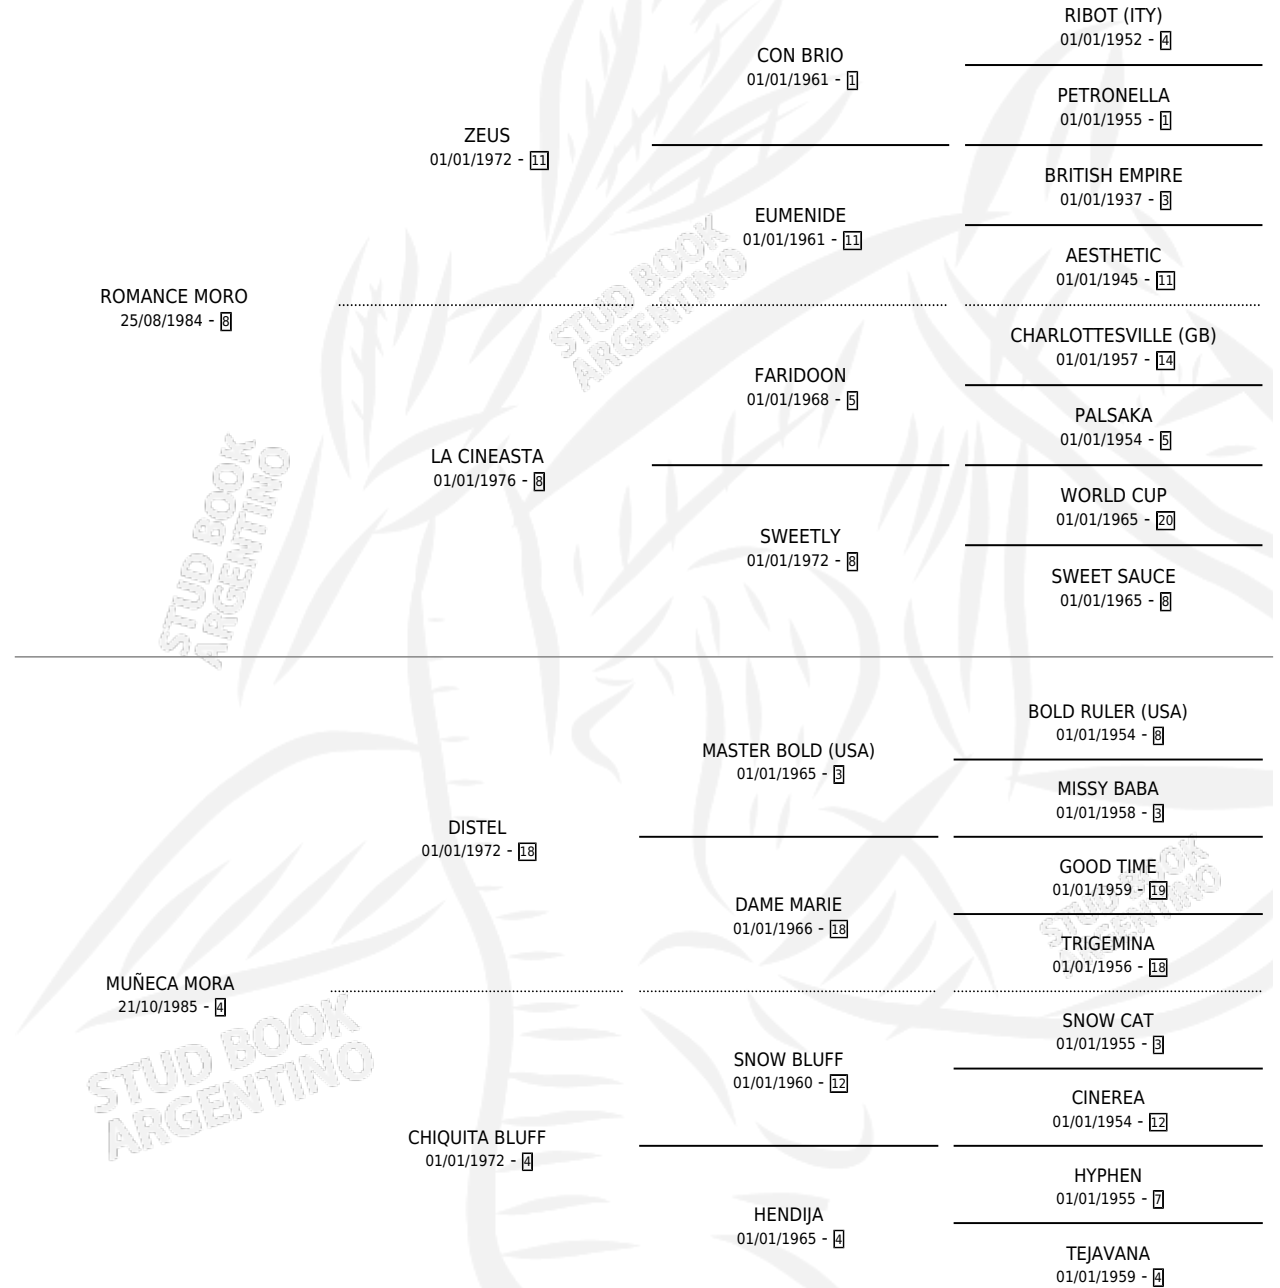 RIBOT (ITY)
01/01/1952 - 4
CON BRIO
01/01/1961 - 1
PETRONELLA
01/01/1955 - 1
ZEUS
01/01/1972 - 11
BRITISH EMPIRE
01/01/1937 - 3
EUMENIDE
01/01/1961 - 11
AESTHETIC
01/01/1945 - 11
ROMANCE MORO
25/08/1984 - 8
CHARLOTTESVILLE (GB)
01/01/1957 - 14
FARIDOON
01/01/1968 - 5
PALSAKA
01/01/1954 - 5
LA CINEASTA
01/01/1976 - 8
WORLD CUP
01/01/1965 - 20
SWEETLY
01/01/1972 - 8
SWEET SAUCE
01/01/1965 - 8
STUD BOOK
ARGENTINO
STUD BOOK
ARGENTINO
BOLD RULER (USA)
01/01/1954 - 8
MASTER BOLD (USA)
01/01/1965 - 3
MISSY BABA
01/01/1958 - 3
DISTEL
01/01/1972 - 18
GOOD TIME
01/01/1959 - 19
DAME MARIE
01/01/1966 - 18
TRIGEMINA
01/01/1956 - 18
MUÑECA MORA
21/10/1985 - 4
SNOW CAT
01/01/1955 - 3
SNOW BLUFF
01/01/1960 - 12
CINEREA
01/01/1954 - 12
CHIQUITA BLUFF
01/01/1972 - 4
HYPHEN
01/01/1955 - 7
HENDIJA
01/01/1965 - 4
TEJAVANA
01/01/1959 - 4
STUD BOOK
ARGENTINO
STUD BOOK
ARGENTINO